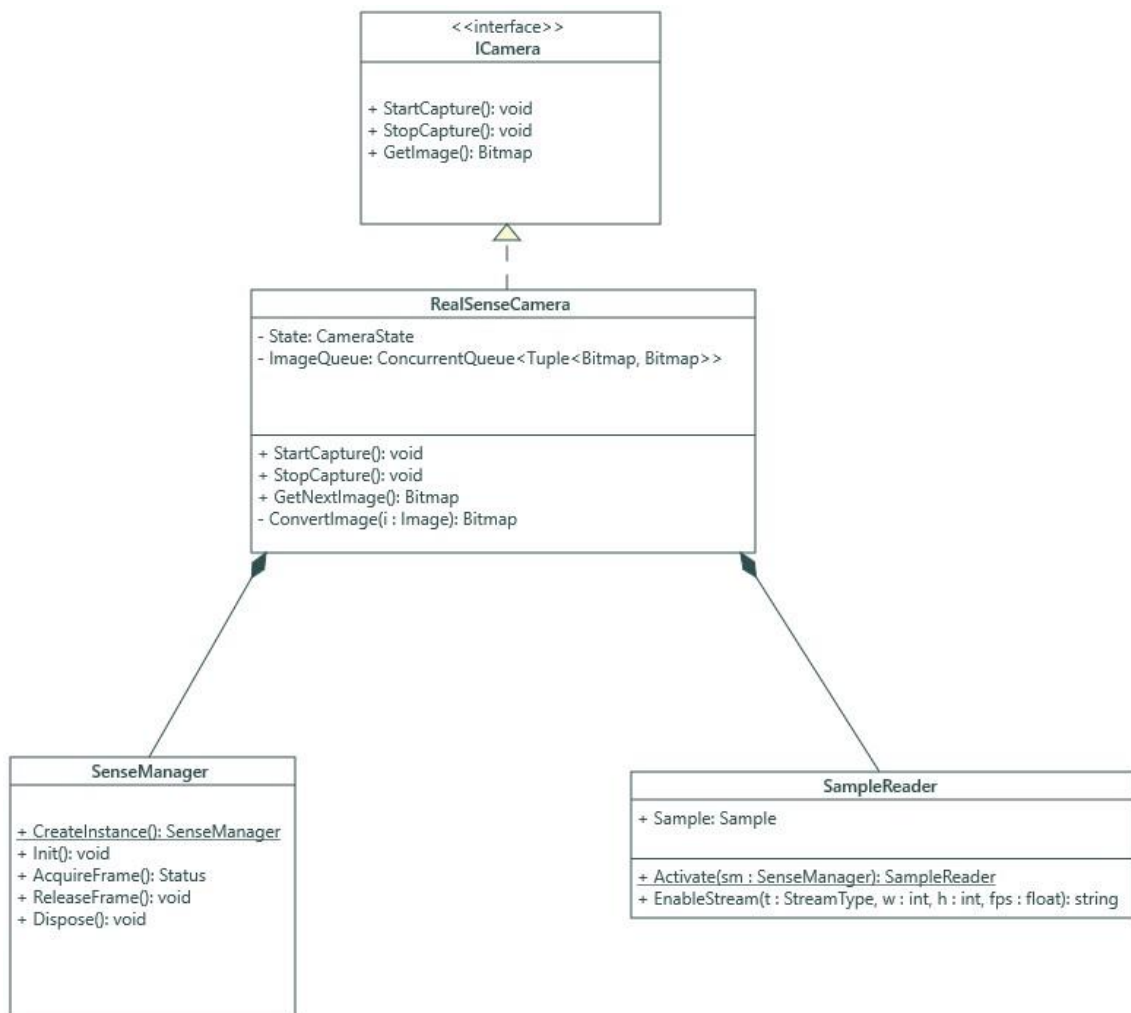 <<interface>>
ICamera
+ StartCapture(): void
+ StopCapture(): void
+ GetImage(): Bitmap
RealSenseCamera
- State: CameraState
- ImageQueue: ConcurrentQueue<Tuple<Bitmap, Bitmap>>
+ StartCapture(): void
+ StopCapture(): void
+ GetNextImage(): Bitmap
- ConvertImage(i : Image): Bitmap
SenseManager
+ CreateInstance(): SenseManager
+ Init(): void
+ AcquireFrame(): Status
+ ReleaseFrame(): void
+ Dispose(): void
SampleReader
+ Sample: Sample
+ Activate(sm : SenseManager): SampleReader
+ EnableStream(t : StreamType, w : int, h : int, fps : float): string